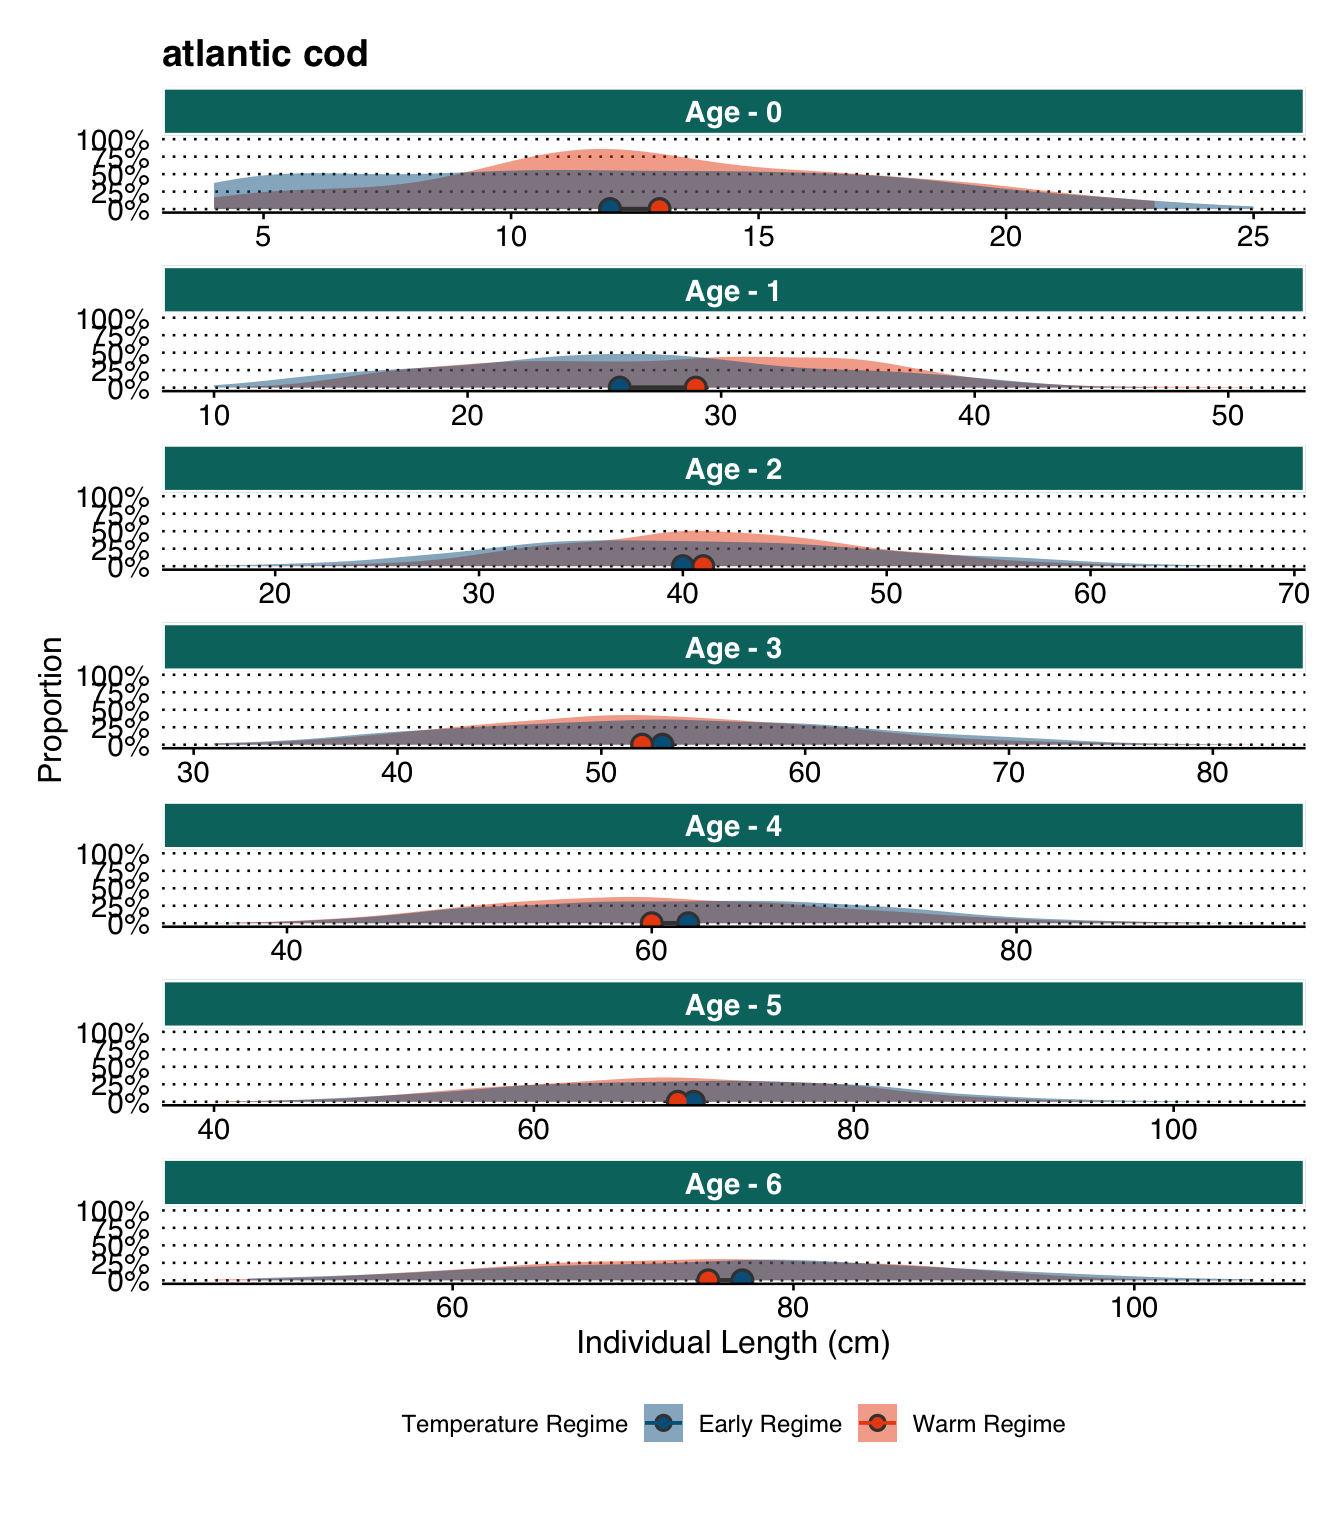 atlantic cod
Age - 0
100%
75%
50%
25%
0%
5 10 15 20 25
Age - 1
100%
75%
50%
25%
0%
10 20 30 40 50
Age - 2
100%
75%
50%
25%
0%
20 30 40 50 60 70
Age - 3
100%
75%
50%
25%
0%
30 40 50 60 70 80
Proportion
Age - 4
100%
75%
50%
25%
0%
40 60 80
Age - 5
100%
75%
50%
25%
0%
40 60 80 100
Age - 6
100%
75%
50%
25%
0%
60 80 100
Individual Length (cm)
Temperature Regime Early Regime Warm Regime